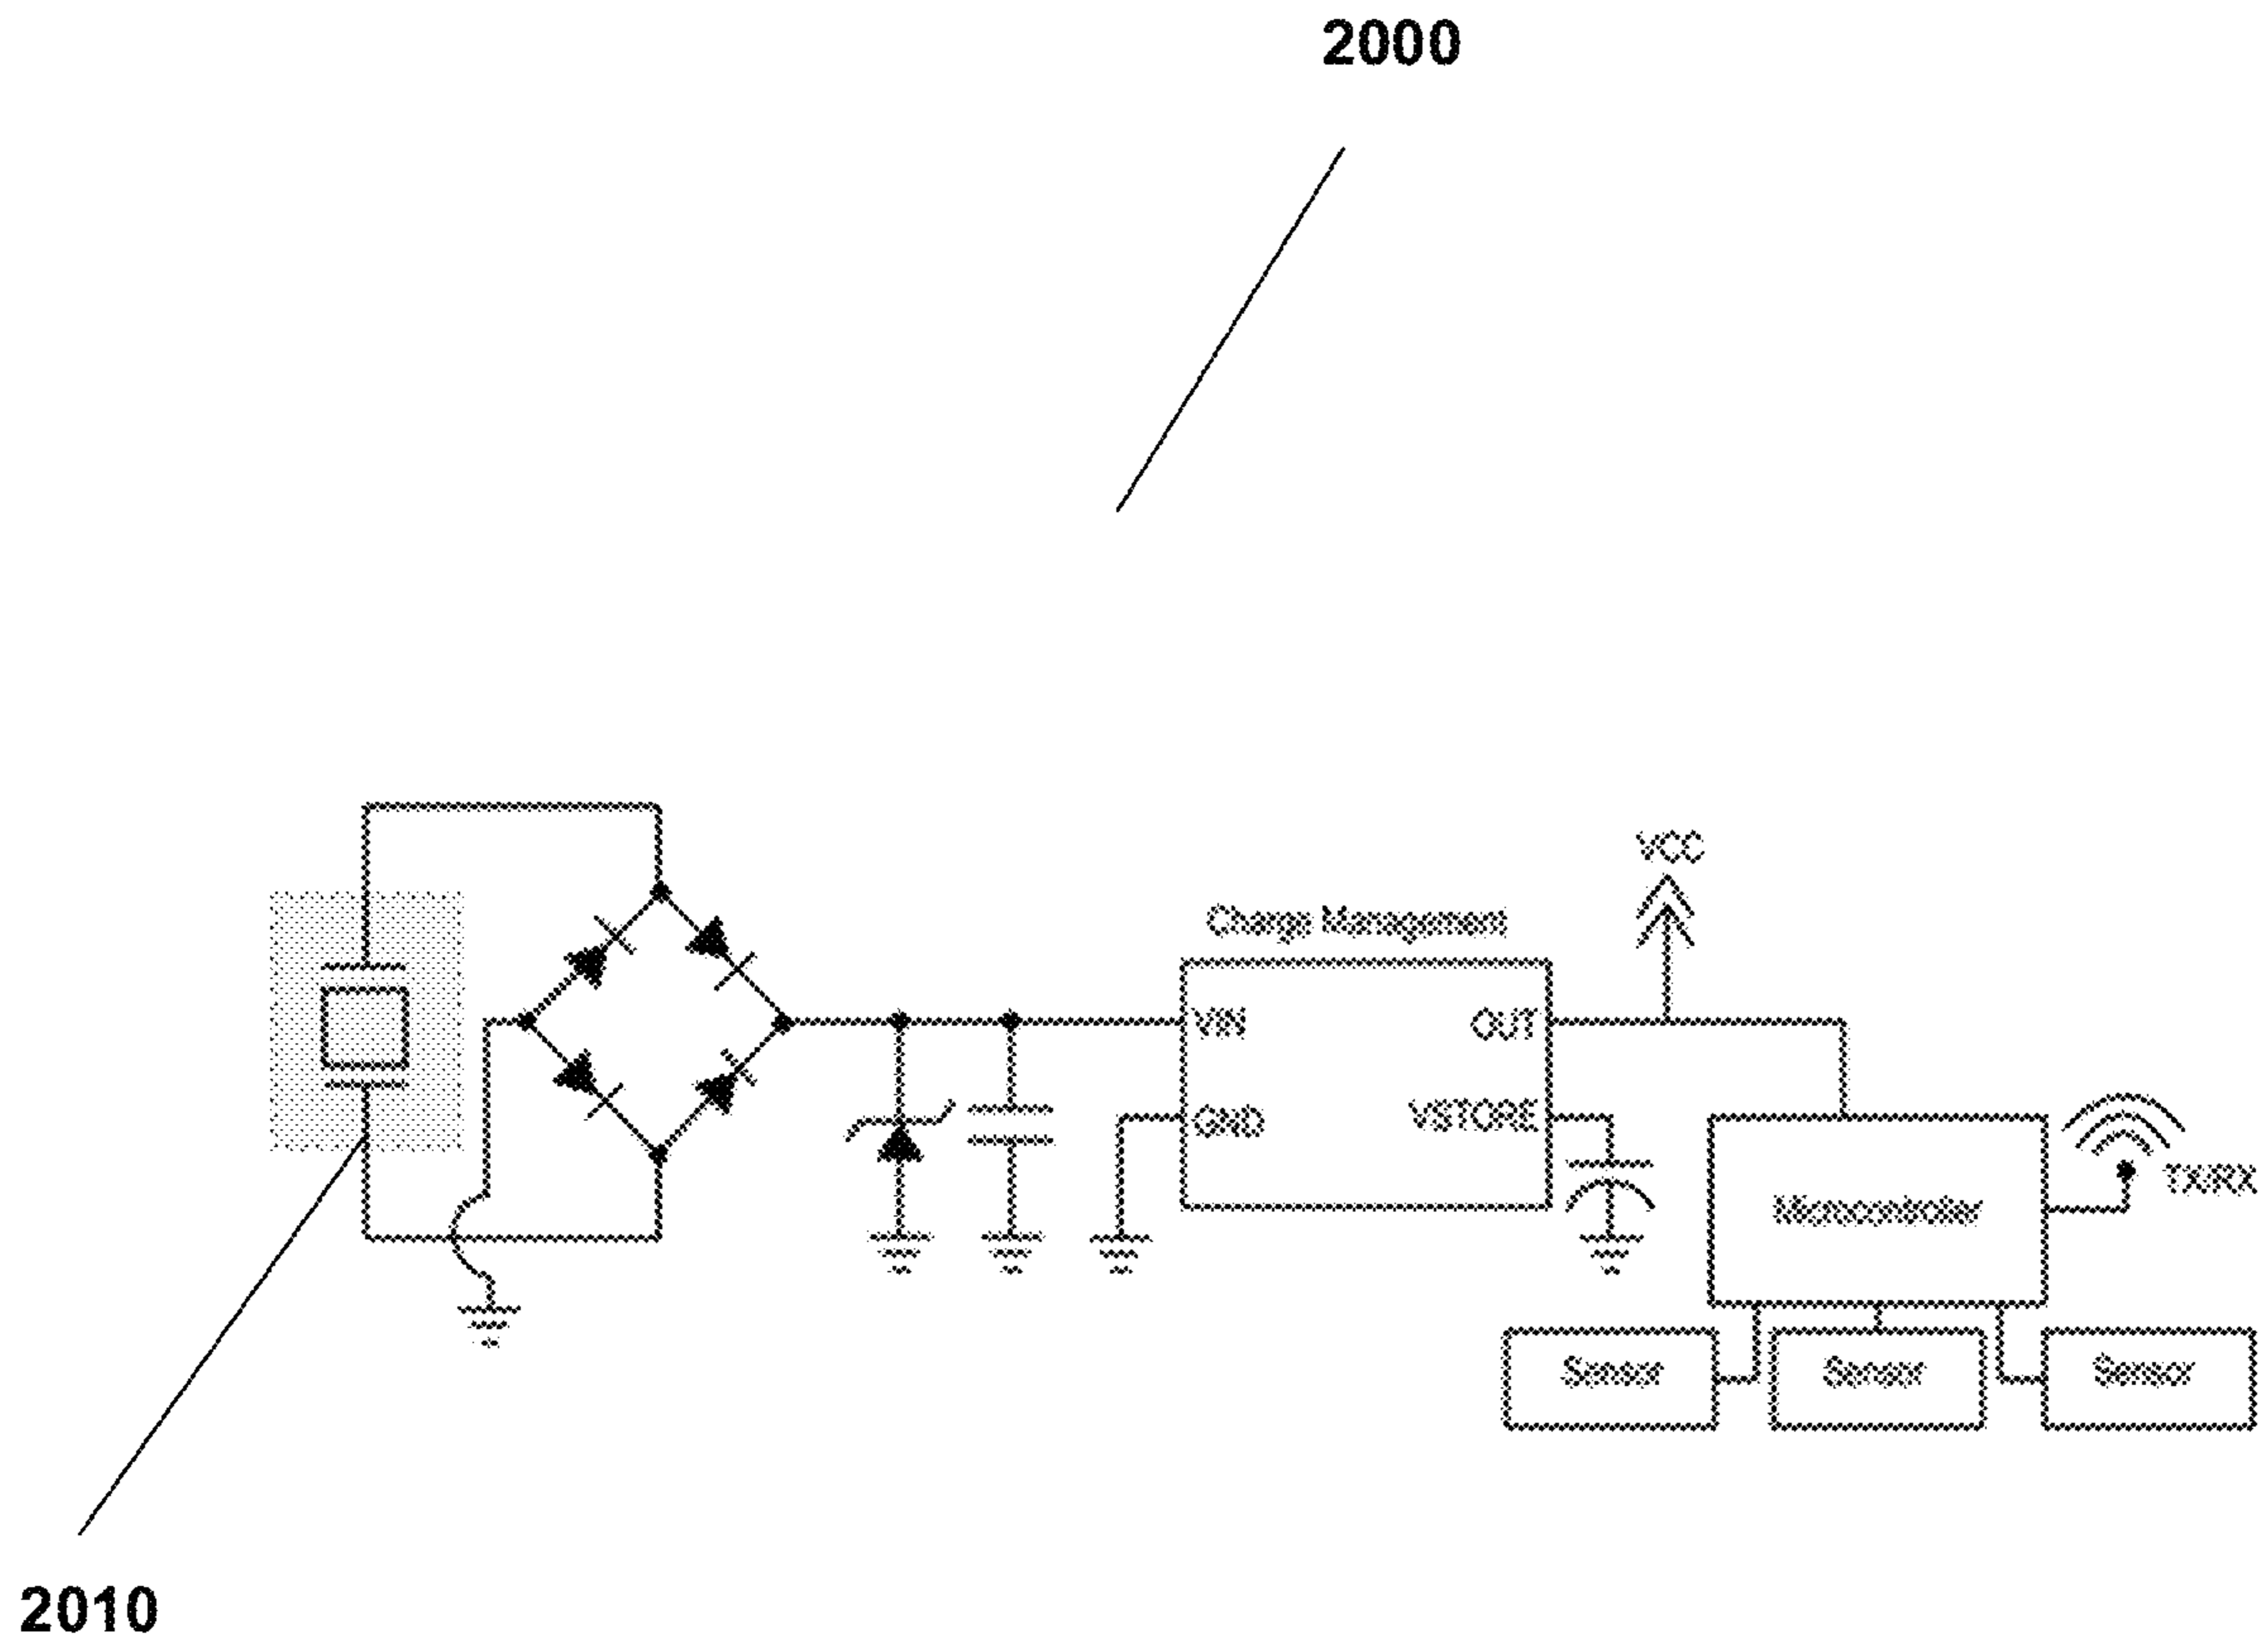 2000
VCC
Charge Management
VIN
OUT
GND
VSTORE
TX/RX
Microcontroller
Sensor
Sensor
Sensor
2010